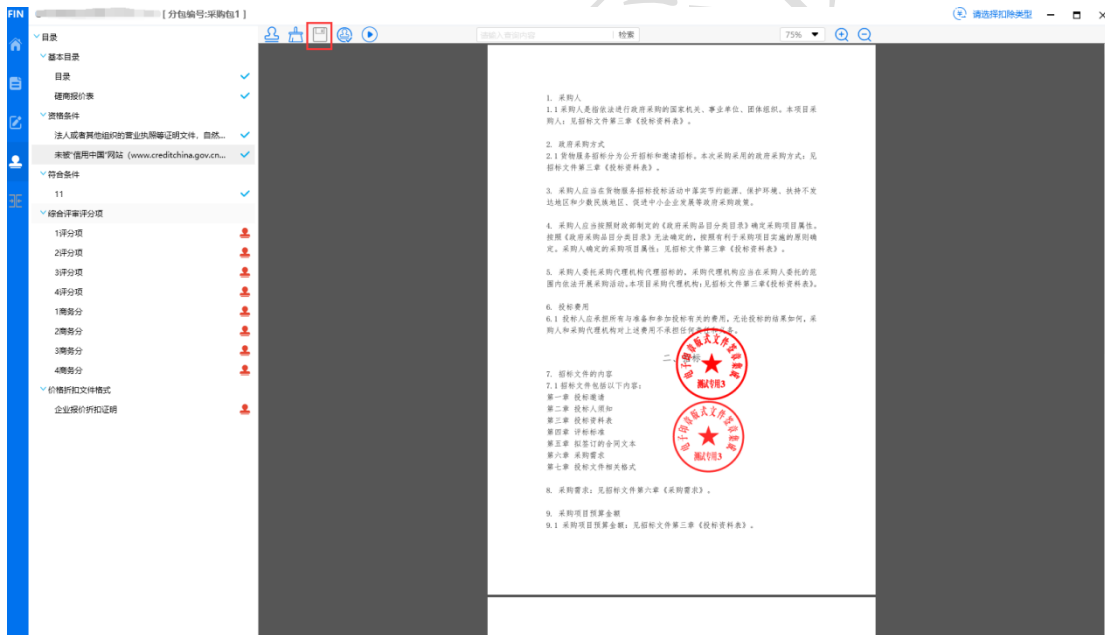 FIN
[ 分包编号:采购包1 ]
请选择扣除类型
目录
基本目录
目录
磋商报价表
资格条件
法人或者其他组织的营业执照等证明文件、自然...
未被"信用中国"网站（www.creditchina.gov.cn...
符合条件
11
综合评审评分项
1评分项
2评分项
3评分项
4评分项
1商务分
2商务分
3商务分
4商务分
价格折扣文件格式
企业报价折扣证明
请输入查询内容
检索
75%
1. 采购人
1.1 采购人是指依法进行政府采购的国家机关、事业单位、团体组织。本项目采
购人：见招标文件第三章《投标资料表》。
2. 政府采购方式
2.1 货物服务招标分为公开招标和邀请招标。本次采购采用的政府采购方式：见
招标文件第三章《投标资料表》。
3. 采购人应当在货物服务招标投标活动中落实节约能源、保护环境、扶持不发
达地区和少数民族地区、促进中小企业发展等政府采购政策。
4. 采购人应当按照财政部制定的《政府采购品目分类目录》确定采购项目属性。
按照《政府采购品目分类目录》无法确定的，按照有利于采购项目实施的原则确
定。采购人确定的采购项目属性：见招标文件第三章《投标资料表》。
5. 采购人委托采购代理机构代理招标的，采购代理机构应当在采购人委托的范
围内依法开展采购活动。本项目采购代理机构：见招标文件第三章《投标资料表》。
6. 投标费用
6.1 投标人应承担所有与准备和参加投标有关的费用，无论投标的结果如何，采
购人和采购代理机构对上述费用不承担任何责任和义务。
二、招标
电子印章版式文件签章集成
测试专用3
7. 招标文件的内容
7.1 招标文件包括以下内容：
第一章 投标邀请
第二章 投标人须知
第三章 投标资料表
第四章 评标标准
第五章 拟签订的合同文本
第六章 采购需求
第七章 投标文件相关格式
电子印章版式文件签章集成
测试专用3
8. 采购需求：见招标文件第六章《采购需求》。
9. 采购项目预算金额
9.1 采购项目预算金额：见招标文件第三章《投标资料表》。